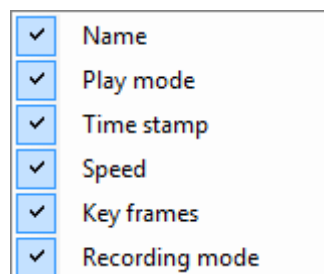 Name
Play mode
Time stamp
Speed
Key frames
Recording mode